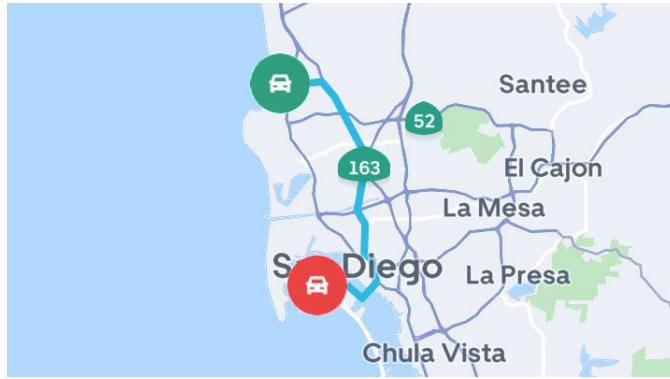 Santee
52
163
El Cajon
La Mesa
S Diego
La Presa
Chula Vista